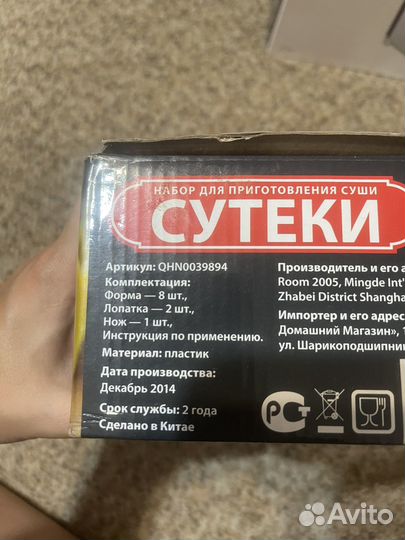 НАБОР ДЛЯ ПРИГОТОВЛЕНИЯ СУШИ
СУТЕКИ
Артикул: QHN0039894
Комплектация:
Форма — 8 шт.,
Лопатка — 2 шт.,
Нож — 1 шт.,
Инструкция по применению.
Материал: пластик
Дата производства:
Декабрь 2014
Срок службы: 2 года
Сделано в Китае
Производитель и его а
Room 2005, Mingde Int'
Zhabei District Shangha
Импортер и его адрес
Домашний Магазин», 1
ул. Шарикоподшипник
РСТ
Avito